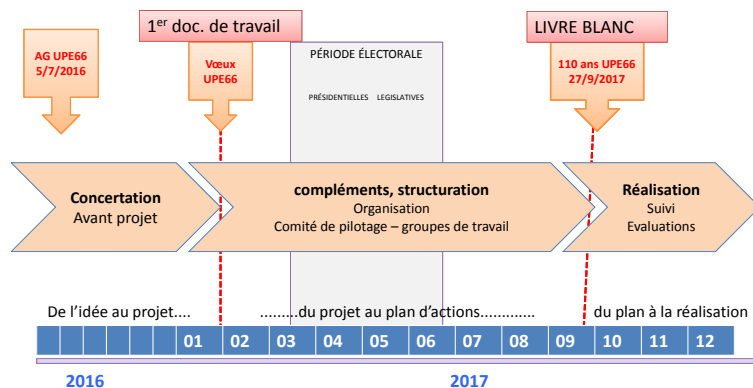 1er doc. de travail
LIVRE BLANC
AG UPE66
5/7/2016
Vœux
UPE66
PÉRIODE ÉLECTORALE
PRÉSIDENTIELLES LEGISLATIVES
110 ans UPE66
27/9/2017
Concertation
Avant projet
compléments, structuration
Organisation
Comité de pilotage – groupes de travail
Réalisation
Suivi
Evaluations
De l’idée au projet....
.........du projet au plan d’actions.............
du plan à la réalisation
01 02 03 04 05 06 07 08 09 10 11 12
2016 2017